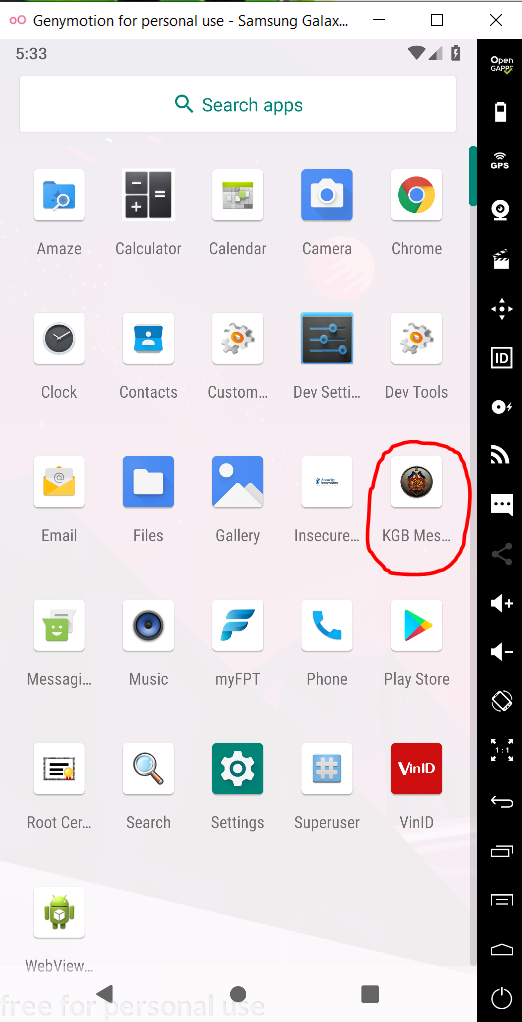 Genymotion for personal use - Samsung Galax...
5:33
Open
GAPPS
Search apps
GPS
Amaze Calculator Calendar Camera Chrome
Clock Contacts Custom... Dev Setti... Dev Tools
ID
Email Files Gallery Insecure... KGB Mes...
Messagi... Music myFPT Phone Play Store
VinID
1:1
Root Cer... Search Settings Superuser VinID
WebView...
free for personal use